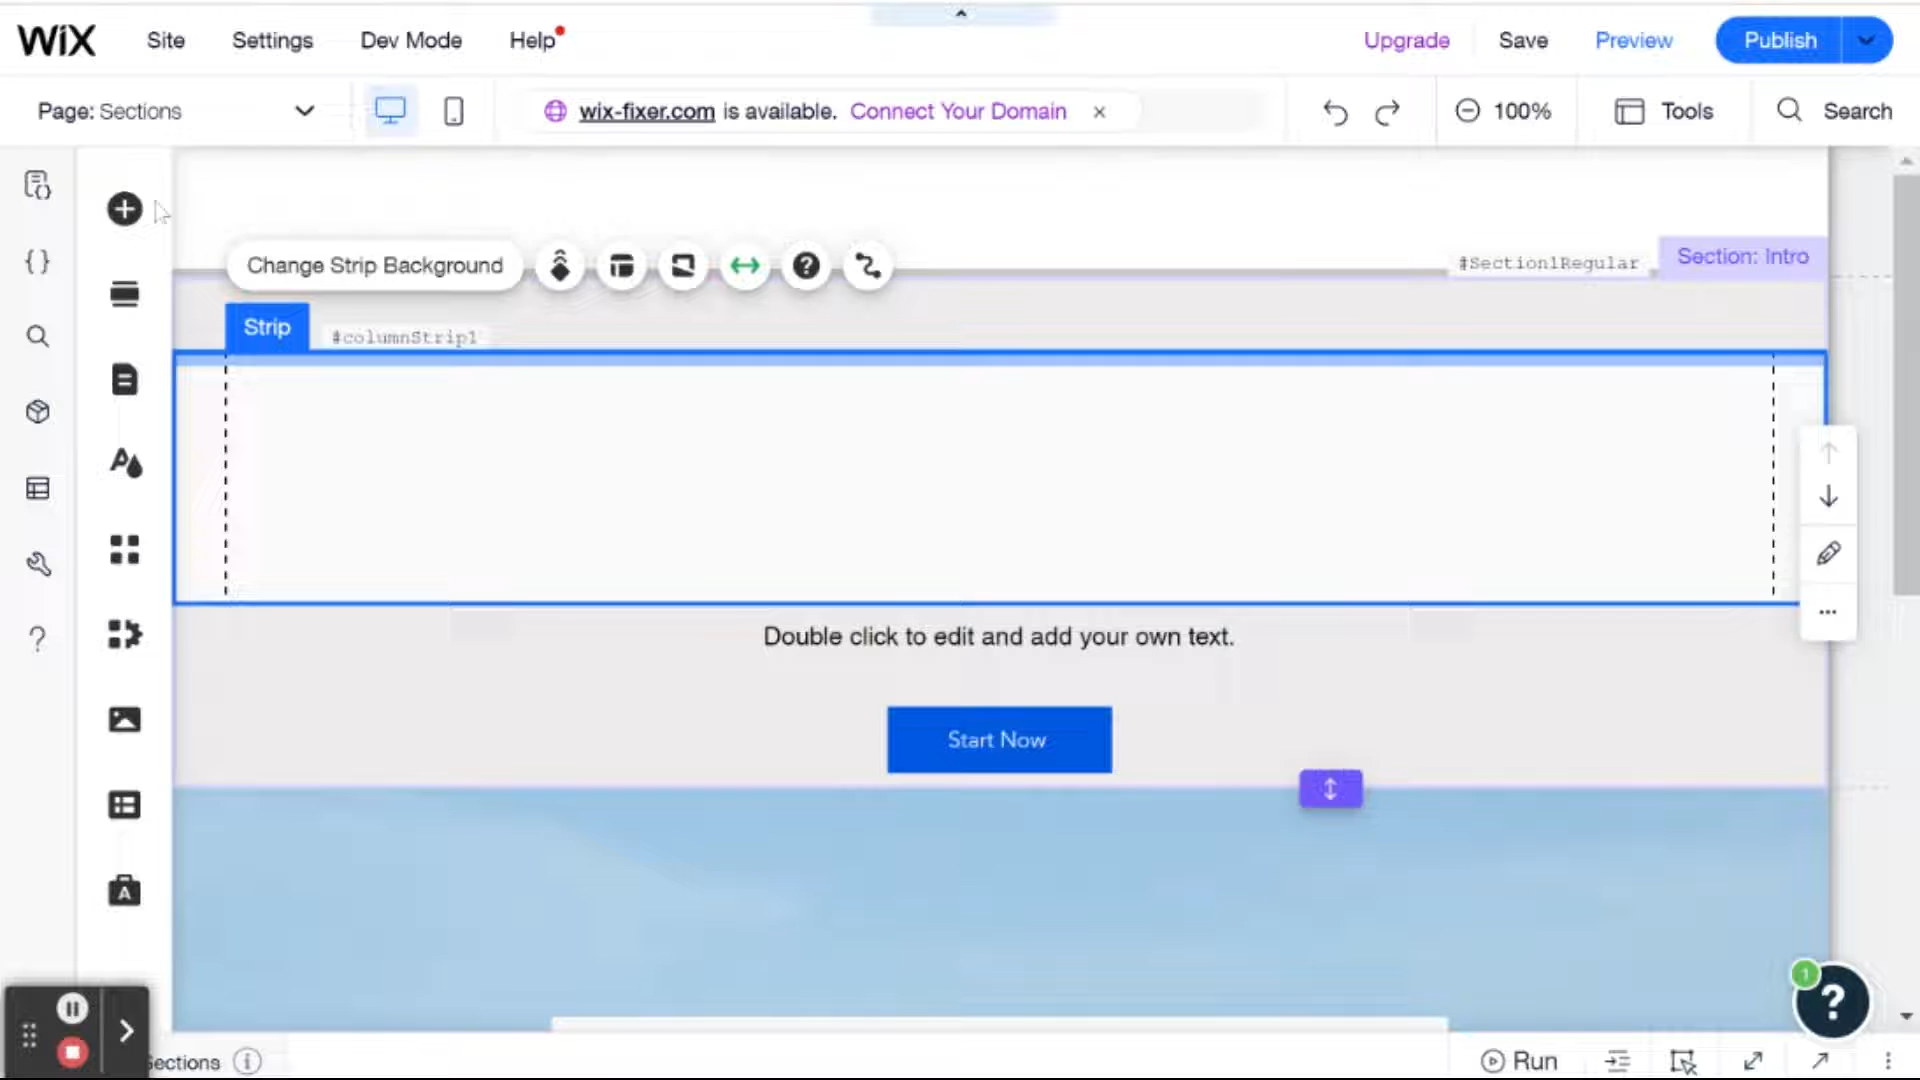 WiX Site Settings Dev Mode Help Upgrade Save Preview Publish
Page: Sections wix-fixer.com is available. Connect Your Domain × 100% Tools Search
Change Strip Background #Section1Regular Section: Intro
Strip #columnStrip1
Double click to edit and add your own text.
Start Now
1
?
Sections Run